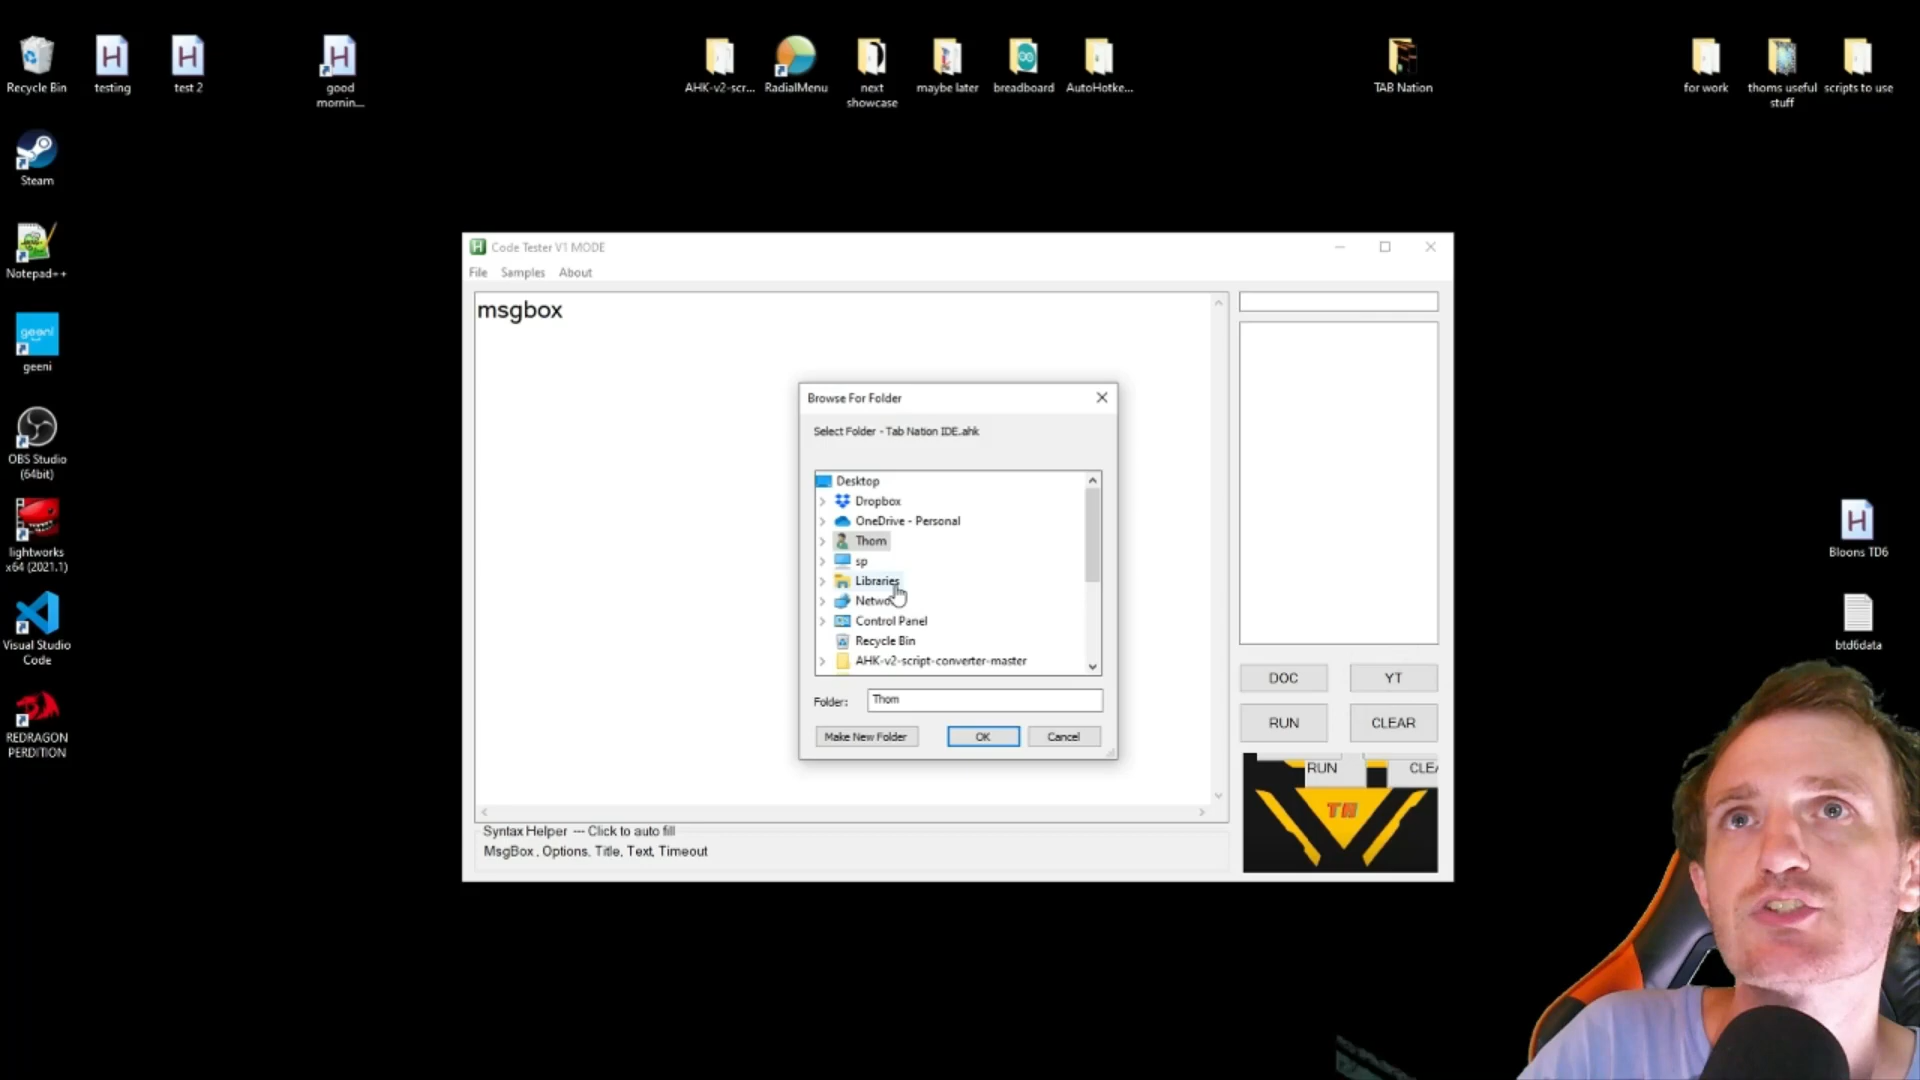 Recycle Bin
testing
test 2
good
mornin...
AHK-v2-scr...
RadialMenu
next
showcase
maybe later
breadboard
AutoHotke...
TAB Nation
for work
thoms useful
stuff
scripts to use
Steam
Notepad++
geeni
geeni
OBS Studio
(64bit)
lightworks
x64 (2021.1)
Visual Studio
Code
REDRAGON
PERDITION
Code Tester V1 MODE
File
Samples
About
msgbox
Browse For Folder
Select Folder - Tab Nation IDE.ahk
Desktop
Dropbox
OneDrive - Personal
Thom
sp
Libraries
Netwo
Control Panel
Recycle Bin
AHK-v2-script-converter-master
Folder:
Thom
Make New Folder
OK
Cancel
DOC
YT
RUN
CLEAR
RUN
CLEA
TA
Syntax Helper --- Click to auto fill
MsgBox , Options, Title, Text, Timeout
Bloons TD6
btd6data